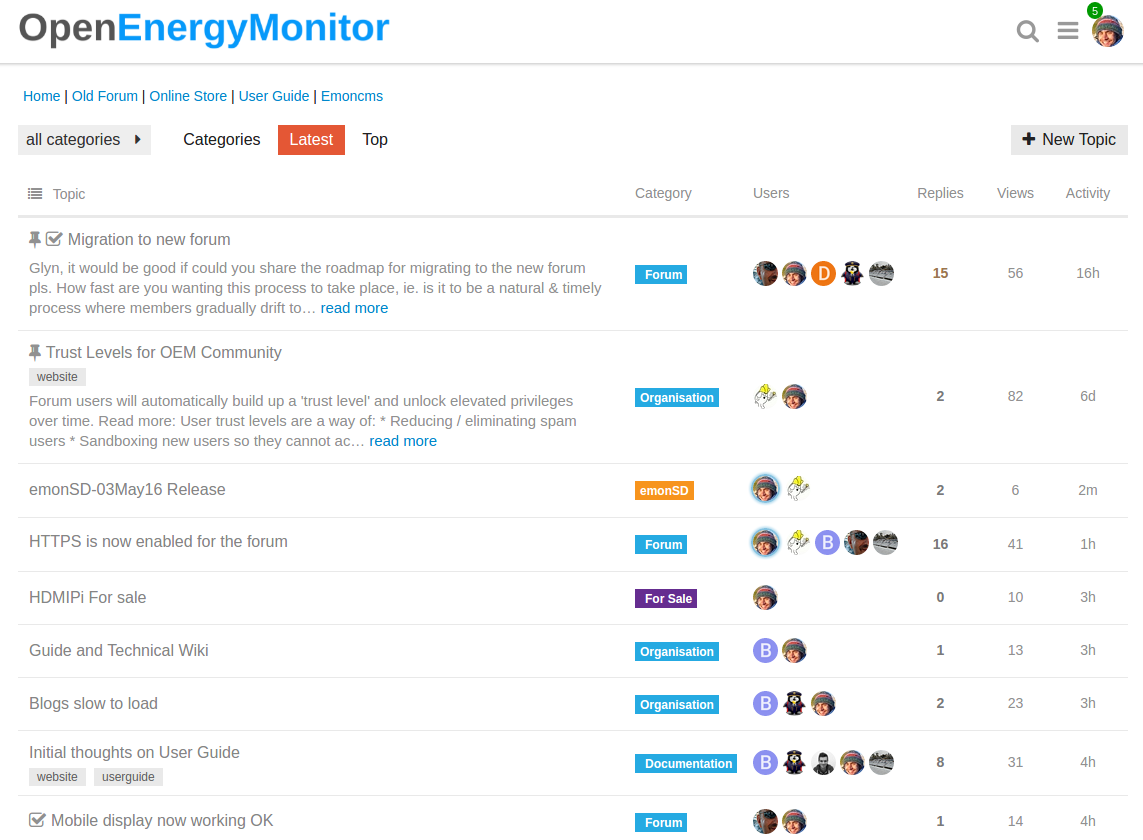 OpenEnergyMonitor
5
Home | Old Forum | Online Store | User Guide | Emoncms
all categories Categories Latest Top New Topic
Topic Category Users Replies Views Activity
Migration to new forum
Glyn, it would be good if could you share the roadmap for migrating to the new forum
pls. How fast are you wanting this process to take place, ie. is it to be a natural & timely
process where members gradually drift to… read more
Forum D 15 56 16h
Trust Levels for OEM Community
website
Forum users will automatically build up a 'trust level' and unlock elevated privileges
over time. Read more: User trust levels are a way of: * Reducing / eliminating spam
users * Sandboxing new users so they cannot ac… read more
Organisation 2 82 6d
emonSD-03May16 Release emonSD 2 6 2m
HTTPS is now enabled for the forum Forum B 16 41 1h
HDMIPi For sale For Sale 0 10 3h
Guide and Technical Wiki Organisation B 1 13 3h
Blogs slow to load Organisation B 2 23 3h
Initial thoughts on User Guide
website userguide
Documentation B 8 31 4h
Mobile display now working OK Forum 1 14 4h